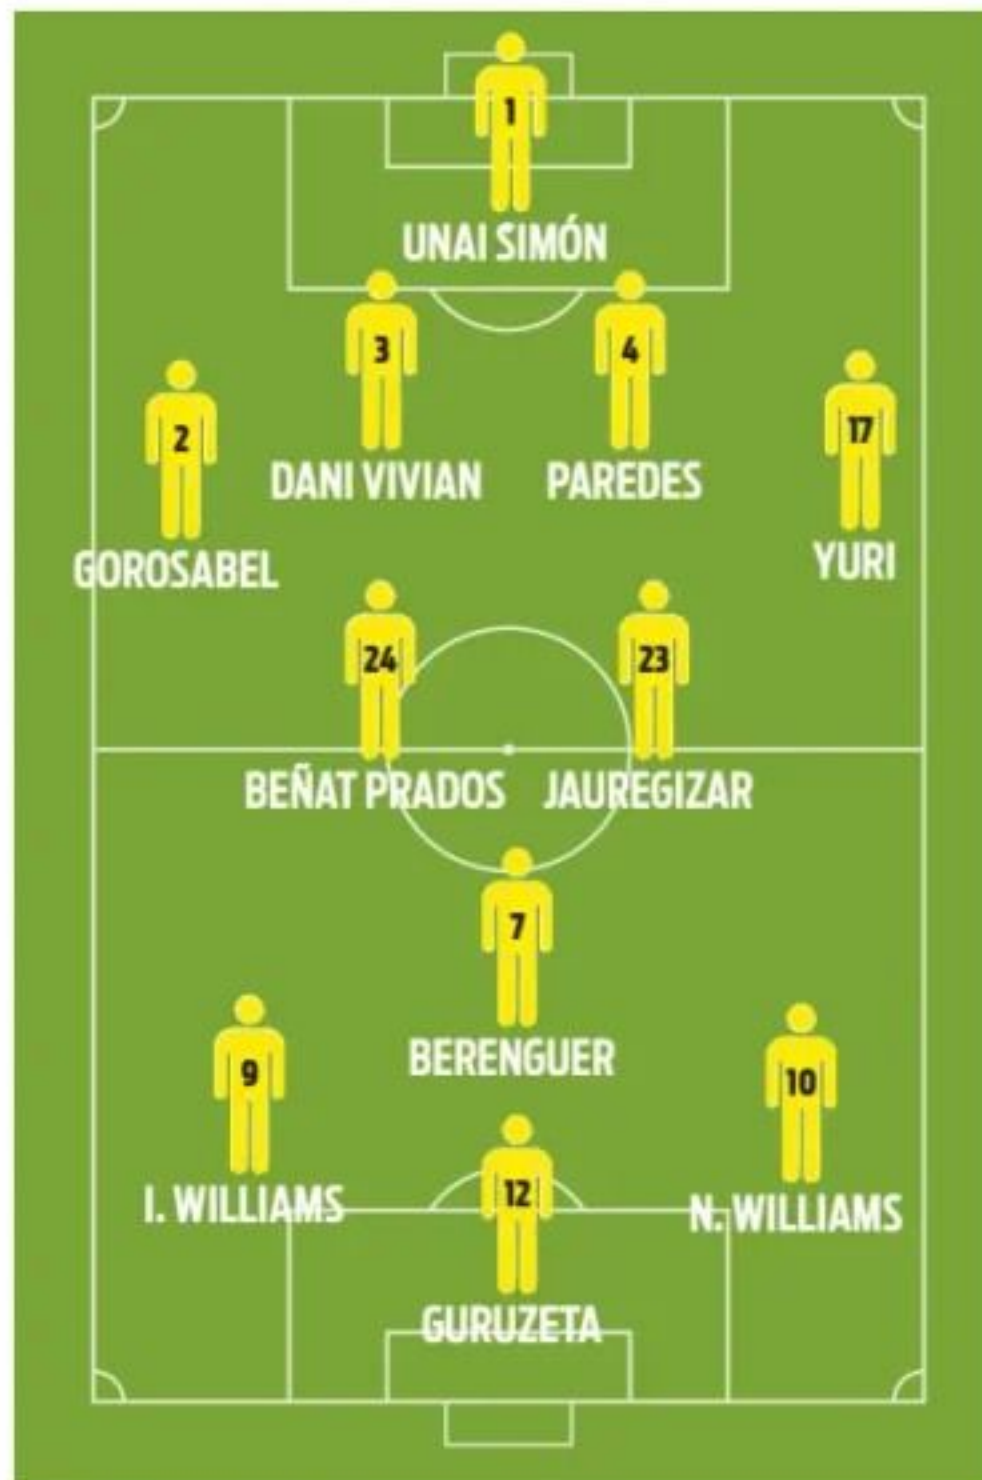 1
UNAI SIMÓN
3
4
DANI VIVIAN
PAREDES
2
17
GOROSABEL
YURI
24
23
BEÑAT PRADOS
JAUREGIZAR
7
BERENGUER
9
10
I. WILLIAMS
N. WILLIAMS
12
GURUZETA